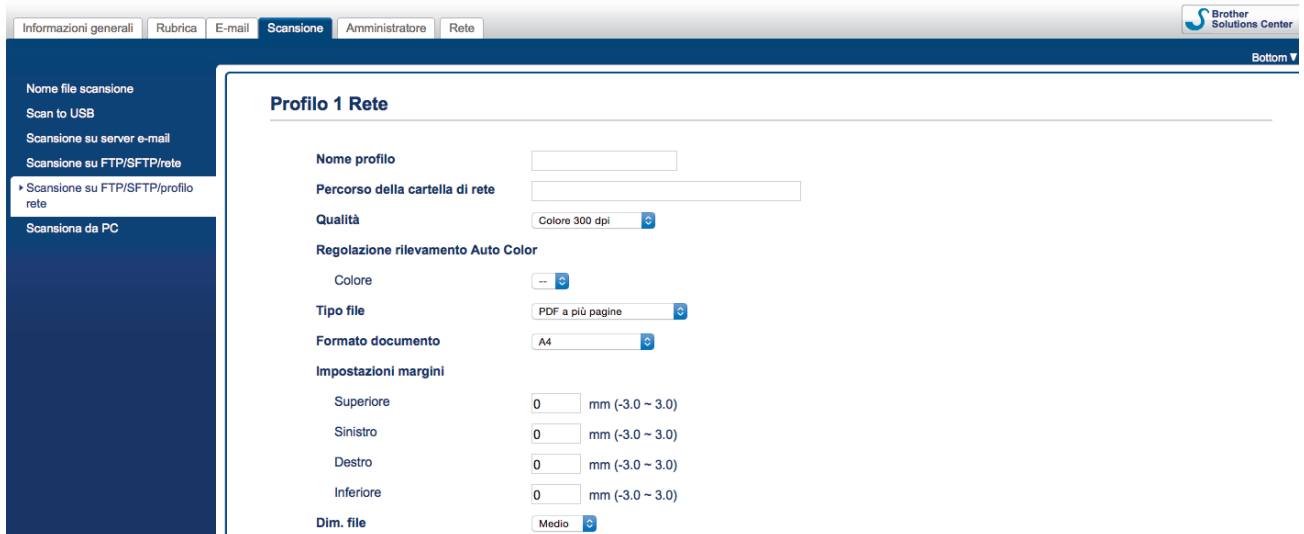 Informazioni generali Rubrica E-mail Scansione Amministratore Rete
Brother
Solutions Center
Bottom ▼
Nome file scansione
Scan to USB
Scansione su server e-mail
Scansione su FTP/SFTP/rete
Scansione su FTP/SFTP/profilo
rete
Scansiona da PC
Profilo 1 Rete
Nome profilo
Percorso della cartella di rete
Qualità Colore 300 dpi
Regolazione rilevamento Auto Color
Colore --
Tipo file PDF a più pagine
Formato documento A4
Impostazioni margini
Superiore 0 mm (-3.0 ~ 3.0)
Sinistro 0 mm (-3.0 ~ 3.0)
Destro 0 mm (-3.0 ~ 3.0)
Inferiore 0 mm (-3.0 ~ 3.0)
Dim. file Medio